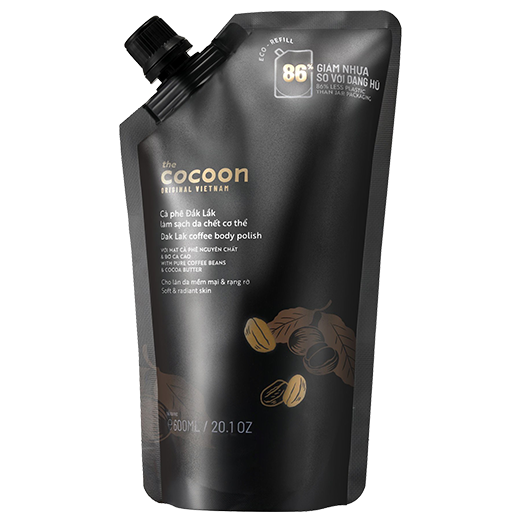 ECO - REFILL
86%
GIẢM NHỰA
SO VỚI DẠNG HỦ
86% LESS PLASTIC
THAN JAR PACKAGING
the
cocoon
ORIGINAL VIETNAM
Cà phê Đắk Lắk
làm sạch da chết cơ thể
Dak Lak coffee body polish
VỚI HẠT CÀ PHÊ NGUYÊN CHẤT
& BƠ CA CAO
WITH PURE COFFEE BEANS
& COCOA BUTTER
Cho làn da mềm mại & rạng rỡ
Soft & radiant skin
℮600ML / 20.1 OZ